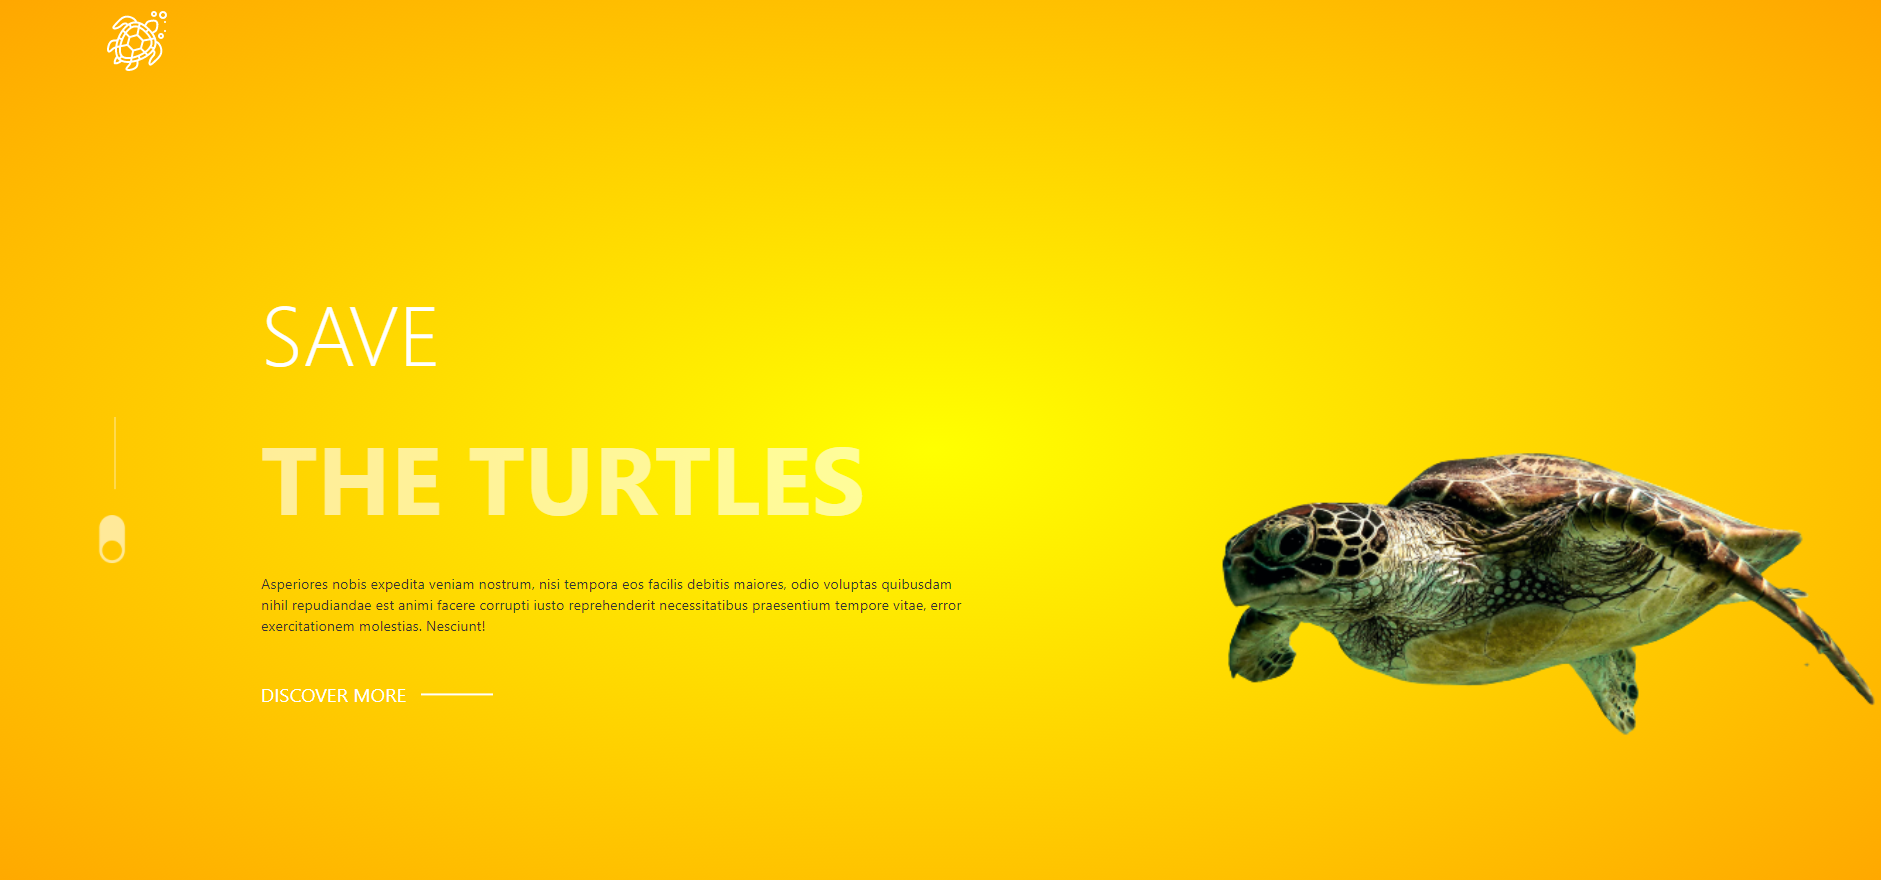 SAVE
THE TURTLES
Asperiores nobis expedita veniam nostrum, nisi tempora eos facilis debitis maiores, odio voluptas quibusdam
nihil repudiandae est animi facere corrupti iusto reprehenderit necessitatibus praesentium tempore vitae, error
exercitationem molestias. Nesciunt!
DISCOVER MORE